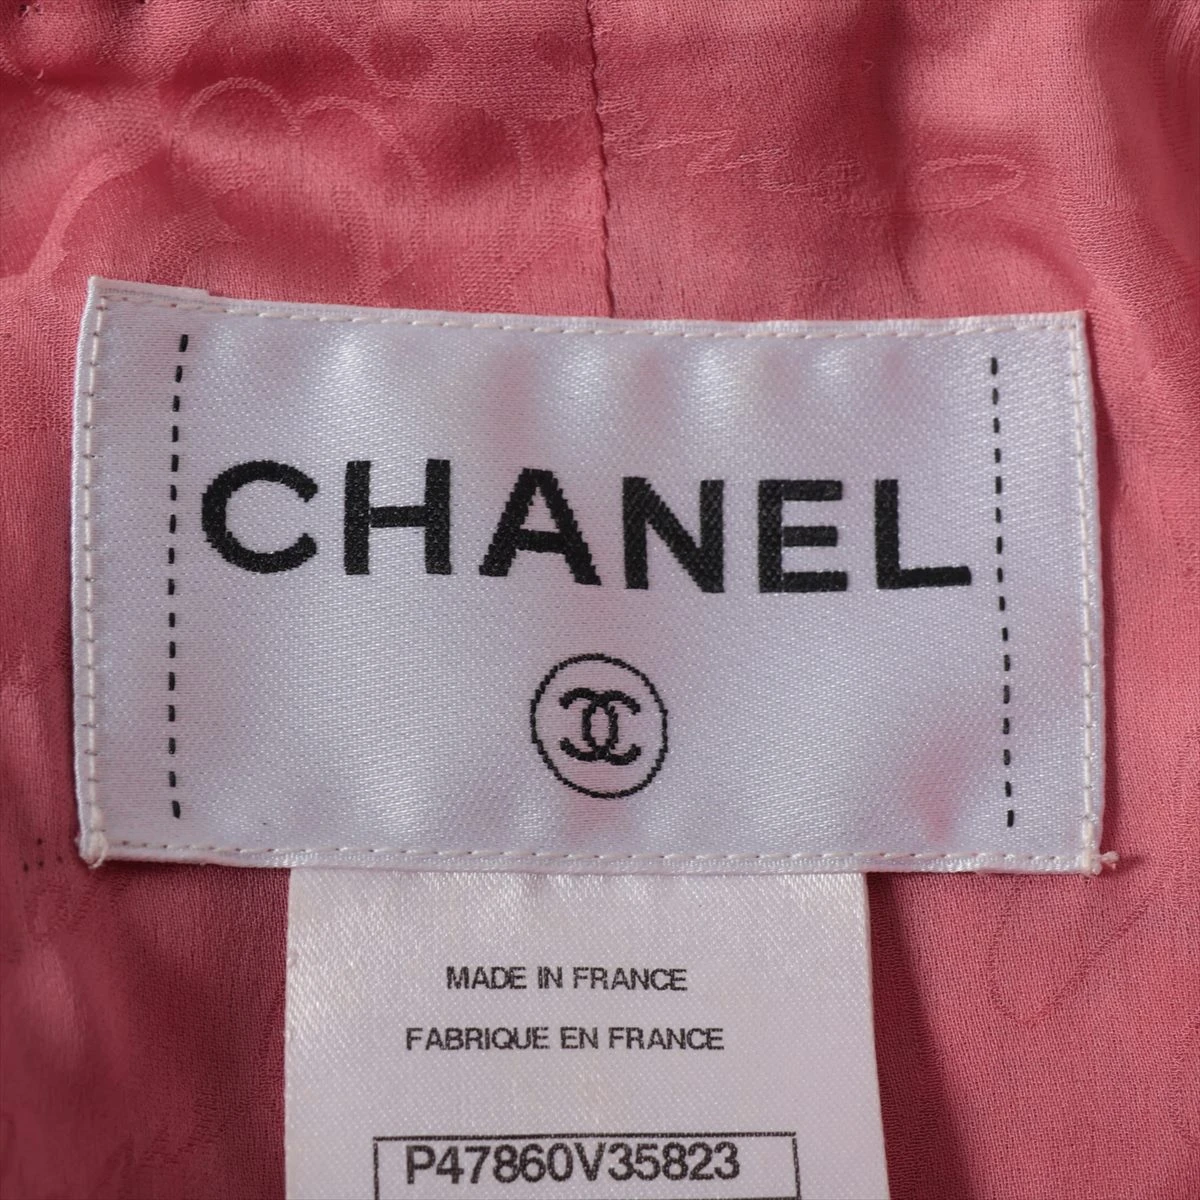 CHANEL
MADE IN FRANCE
FABRIQUE EN FRANCE
P47860V35823